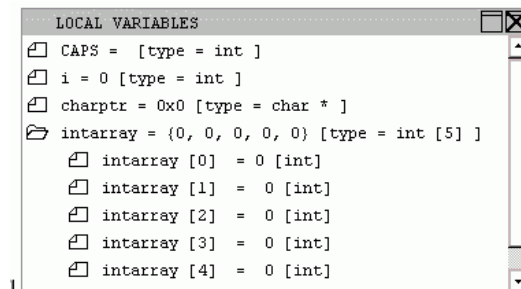 LOCAL VARIABLES
CAPS = [type = int ]
i = 0 [type = int ]
charptr = 0x0 [type = char * ]
intarray = {0, 0, 0, 0, 0} [type = int [5] ]
intarray [0] = 0 [int]
intarray [1] = 0 [int]
intarray [2] = 0 [int]
intarray [3] = 0 [int]
intarray [4] = 0 [int]